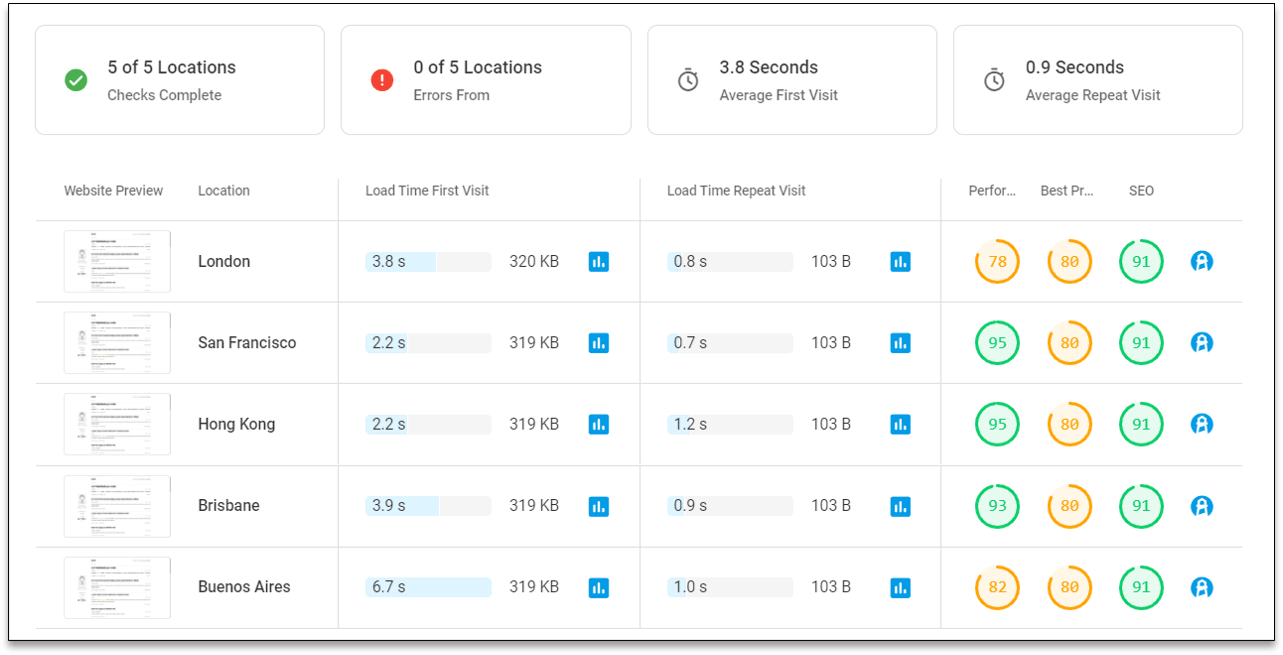 5 of 5 Locations
Checks Complete
0 of 5 Locations
Errors From
3.8 Seconds
Average First Visit
0.9 Seconds
Average Repeat Visit
Website Preview Location Load Time First Visit Load Time Repeat Visit Perfor... Best Pr... SEO
London 3.8 s 320 KB 0.8 s 103 B 78 80 91
San Francisco 2.2 s 319 KB 0.7 s 103 B 95 80 91
Hong Kong 2.2 s 319 KB 1.2 s 103 B 95 80 91
Brisbane 3.9 s 319 KB 0.9 s 103 B 93 80 91
Buenos Aires 6.7 s 319 KB 1.0 s 103 B 82 80 91